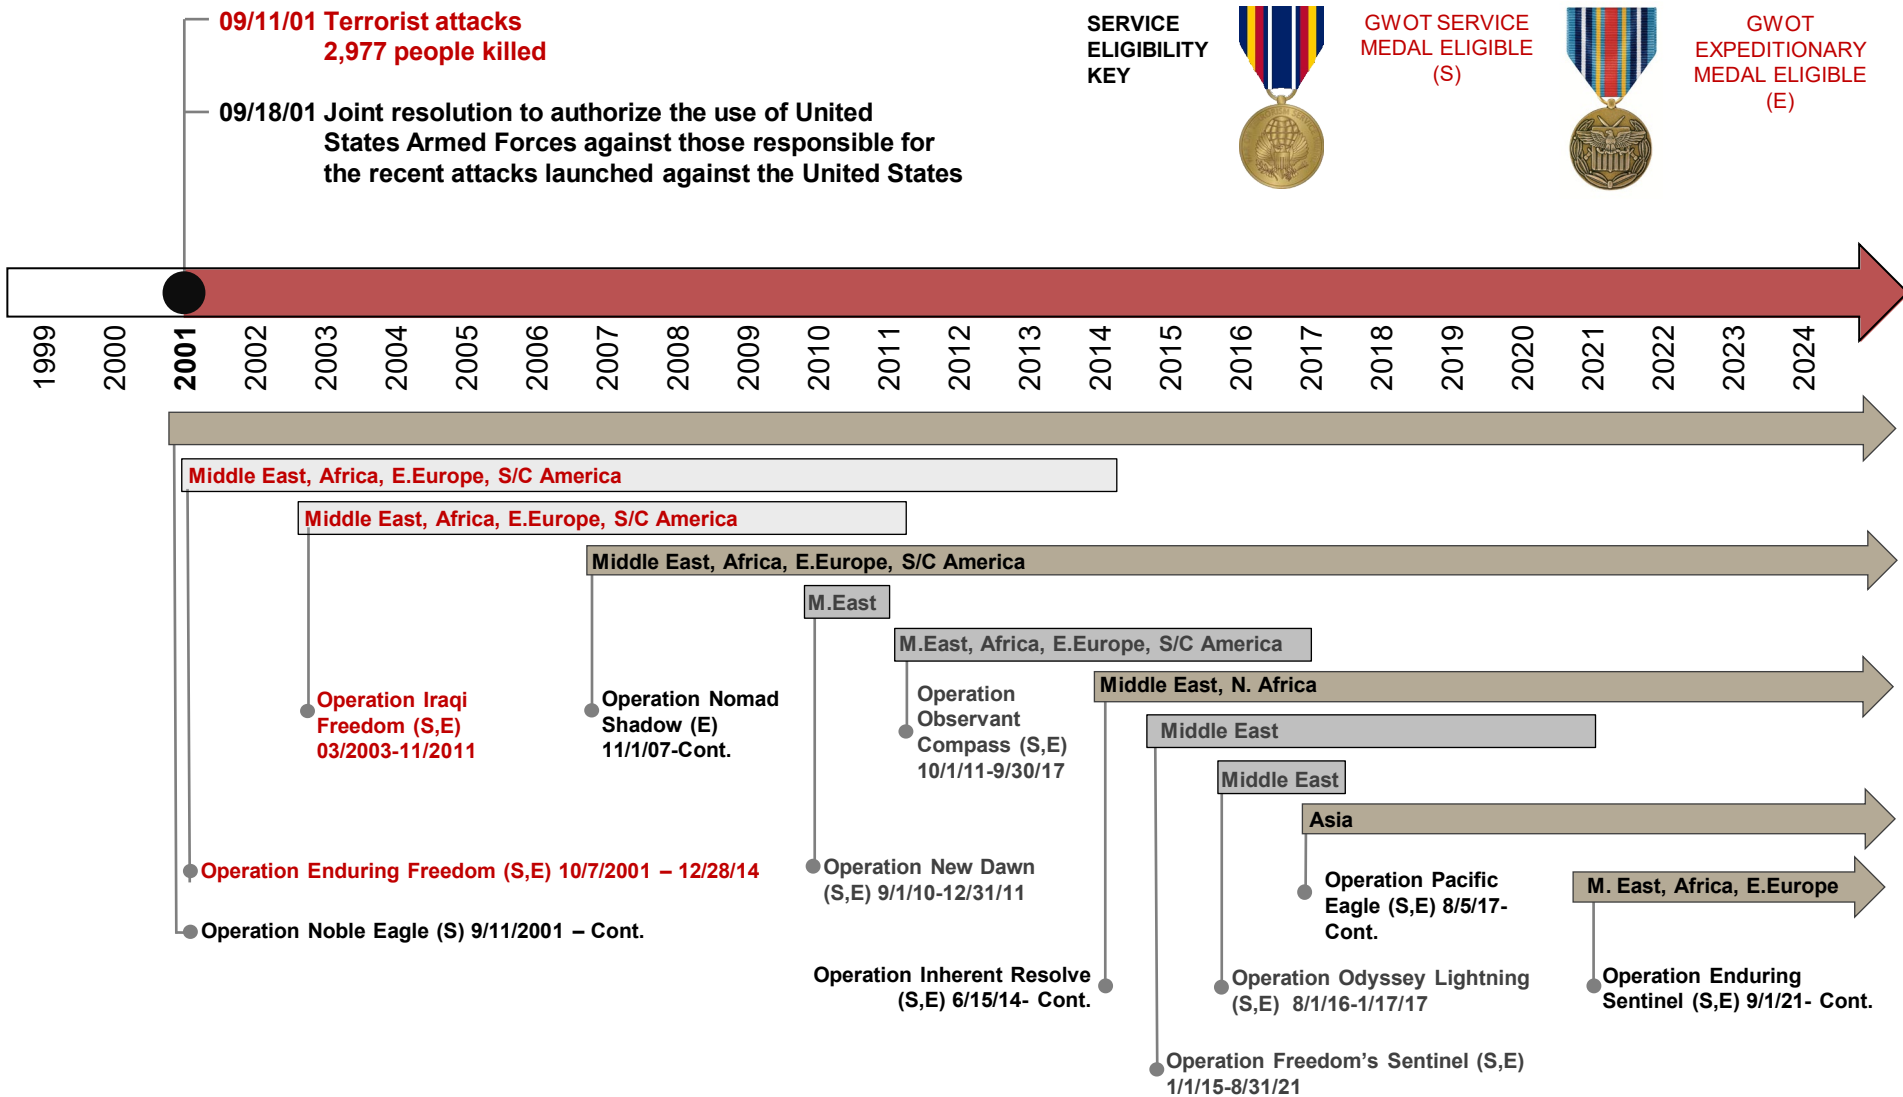 09/11/01 Terrorist attacks
2,977 people killed
09/18/01 Joint resolution to authorize the use of United
States Armed Forces against those responsible for
the recent attacks launched against the United States
SERVICE
ELIGIBILITY
KEY
GWOT SERVICE
MEDAL ELIGIBLE
(S)
GWOT
EXPEDITIONARY
MEDAL ELIGIBLE
(E)
1999
2000
2001
2002
2003
2004
2005
2006
2007
2008
2009
2010
2011
2012
2013
2014
2015
2016
2017
2018
2019
2020
2021
2022
2023
2024
Middle East, Africa, E.Europe, S/C America
Middle East, Africa, E.Europe, S/C America
Middle East, Africa, E.Europe, S/C America
M.East
M.East, Africa, E.Europe, S/C America
Middle East, N. Africa
Middle East
Middle East
Asia
M. East, Africa, E.Europe
Operation Iraqi
Freedom (S,E)
03/2003-11/2011
Operation Nomad
Shadow (E)
11/1/07-Cont.
Operation
Observant
Compass (S,E)
10/1/11-9/30/17
Operation Enduring Freedom (S,E) 10/7/2001 – 12/28/14
Operation New Dawn
(S,E) 9/1/10-12/31/11
Operation Pacific
Eagle (S,E) 8/5/17-
Cont.
Operation Noble Eagle (S) 9/11/2001 – Cont.
Operation Inherent Resolve
(S,E) 6/15/14- Cont.
Operation Odyssey Lightning
(S,E) 8/1/16-1/17/17
Operation Enduring
Sentinel (S,E) 9/1/21- Cont.
Operation Freedom’s Sentinel (S,E)
1/1/15-8/31/21